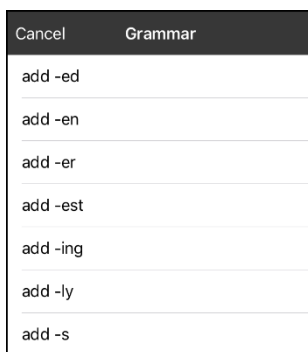 Cancel Grammar
add -ed
add -en
add -er
add -est
add -ing
add -ly
add -s